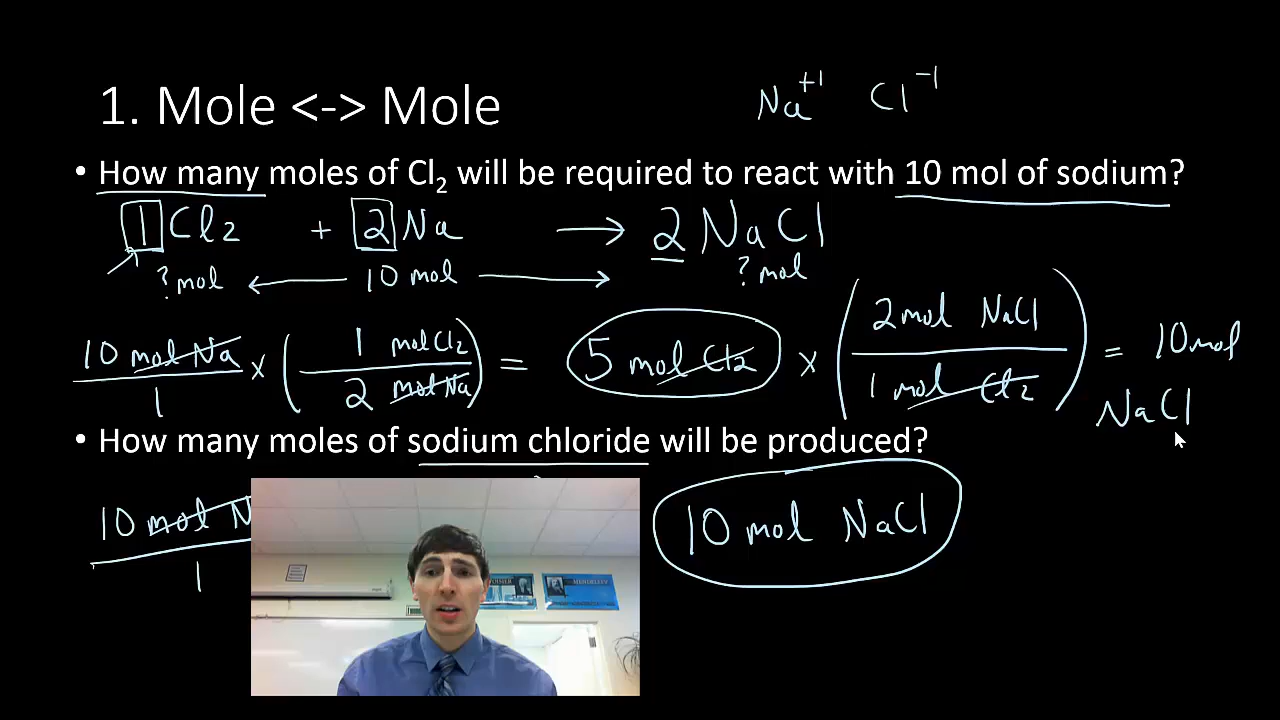 1. Mole <-> Mole
Na⁺¹ Cl⁻¹
• How many moles of Cl₂ will be required to react with 10 mol of sodium?
1 Cl₂ + 2 Na → 2 NaCl
? mol ← 10 mol → ? mol
10 mol Na / 1 × ( 1 mol Cl₂ / 2 mol Na ) = 5 mol Cl₂ × ( 2 mol NaCl / 1 mol Cl₂ ) = 10 mol
NaCl
• How many moles of sodium chloride will be produced?
10 mol N / 1
10 mol NaCl
MENDELEEV